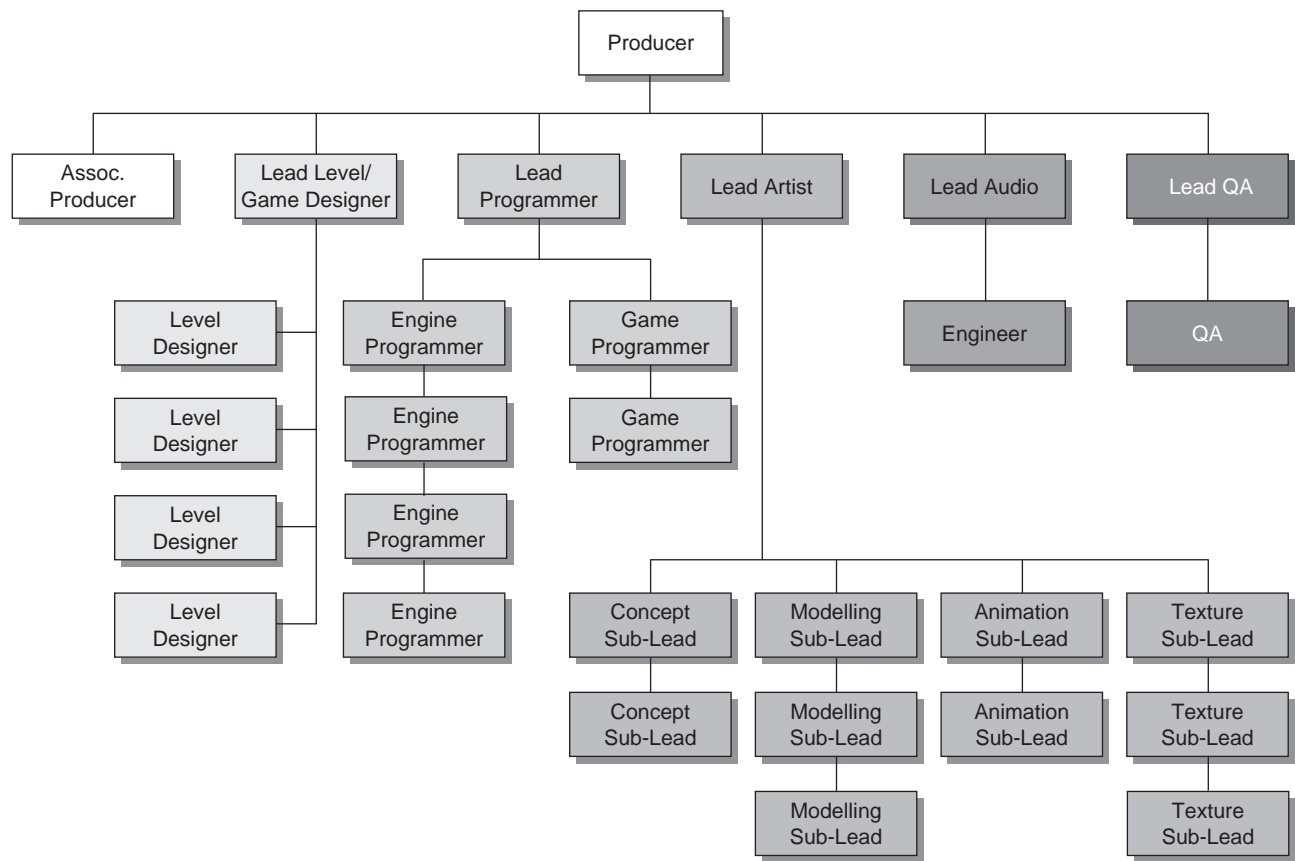 Producer
Assoc.
Producer
Lead Level/
Game Designer
Lead
Programmer
Lead Artist
Lead Audio
Lead QA
Level
Designer
Engine
Programmer
Game
Programmer
Engineer
QA
Level
Designer
Engine
Programmer
Game
Programmer
Level
Designer
Engine
Programmer
Level
Designer
Engine
Programmer
Concept
Sub-Lead
Modelling
Sub-Lead
Animation
Sub-Lead
Texture
Sub-Lead
Concept
Sub-Lead
Modelling
Sub-Lead
Animation
Sub-Lead
Texture
Sub-Lead
Modelling
Sub-Lead
Texture
Sub-Lead